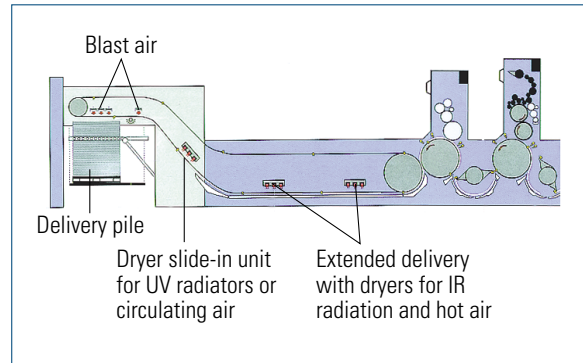 Blast air
Delivery pile
Dryer slide-in unit
for UV radiators or
circulating air
Extended delivery
with dryers for IR
radiation and hot air